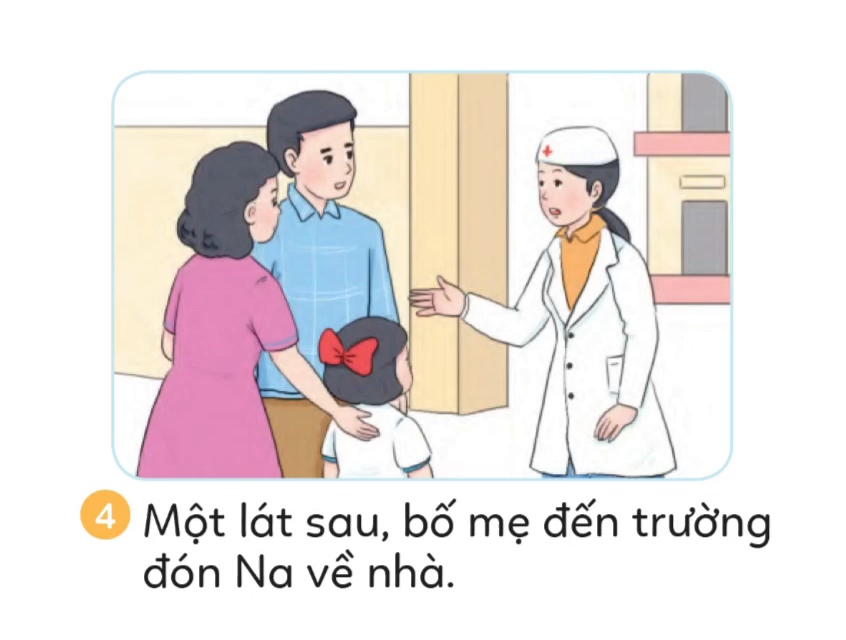 4 Một lát sau, bố mẹ đến trường
đón Na về nhà.